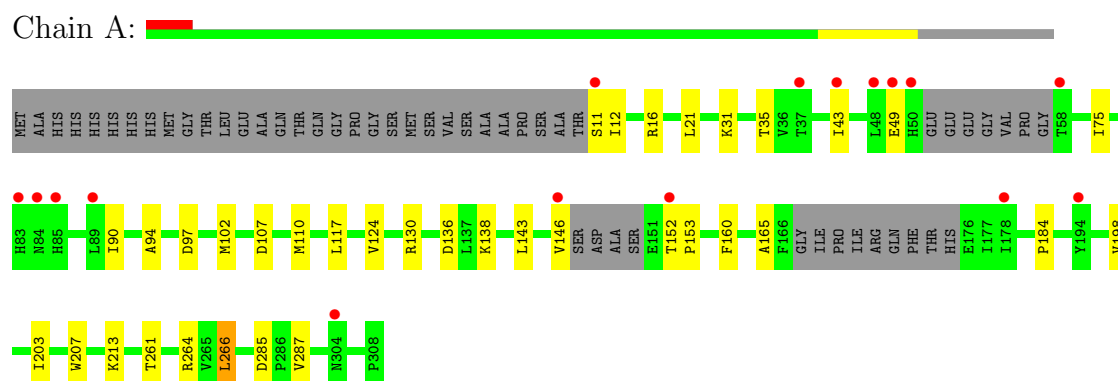 Chain A:
MET ALA HIS HIS HIS HIS HIS HIS MET GLY THR LEU GLU ALA GLN THR GLN GLY PRO GLY SER MET SER VAL SER ALA ALA PRO SER ALA THR S11 I12 R16 L21 K31 T35 V36 T37 I43 L48 E49 H50 GLU GLU GLU GLY VAL PRO GLY T58 I75
H83 N84 H85 L89 I90 A94 D97 M102 D107 M110 L117 V124 R130 D136 L137 K138 L143 V146 SER ASP ALA SER E151 T152 P153 F160 A165 F166 GLY ILE PRO ILE ARG GLN PHE THR HIS E176 I177 I178 P184 Y194
I203 W207 K213 T261 R264 V265 L266 D285 P286 V287 N304 P308